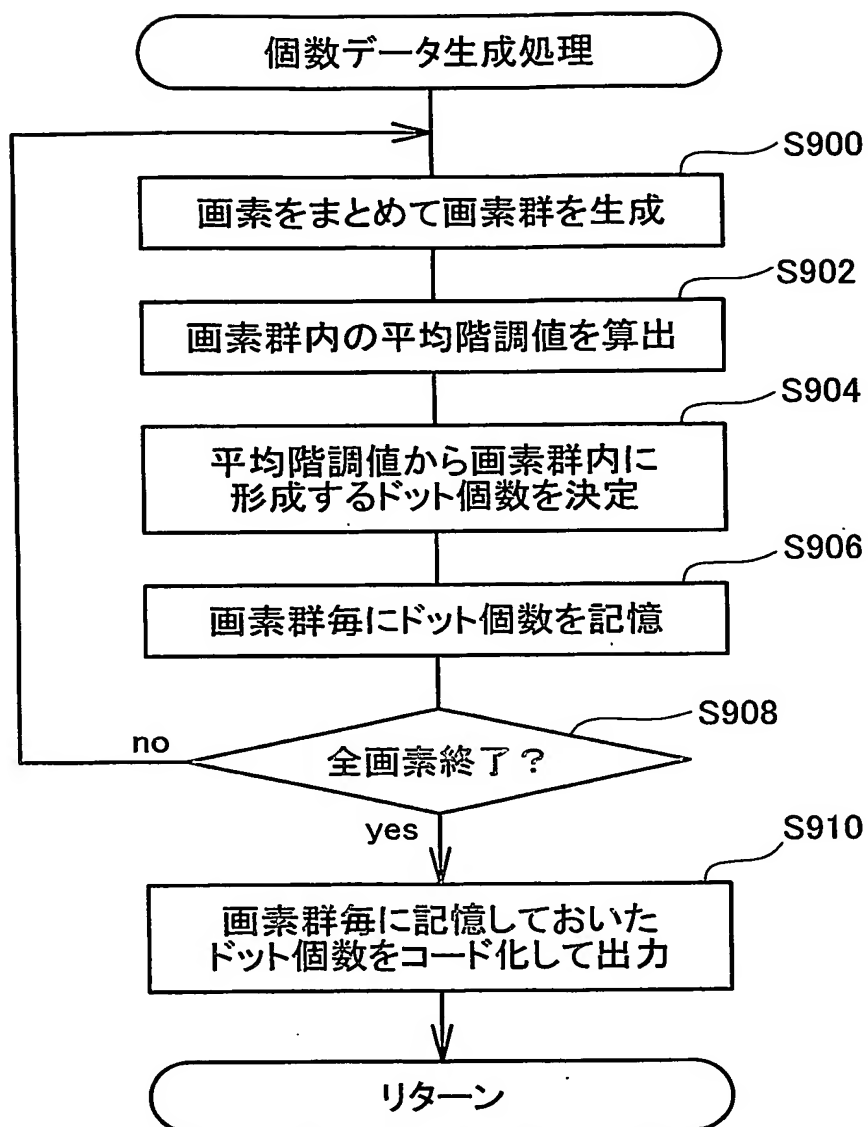 個数データ生成処理
S900
画素をまとめて画素群を生成
S902
画素群内の平均階調値を算出
S904
平均階調値から画素群内に
形成するドット個数を決定
S906
画素群毎にドット個数を記憶
S908
no
全画素終了？
yes
S910
画素群毎に記憶しておいた
ドット個数をコード化して出力
リターン